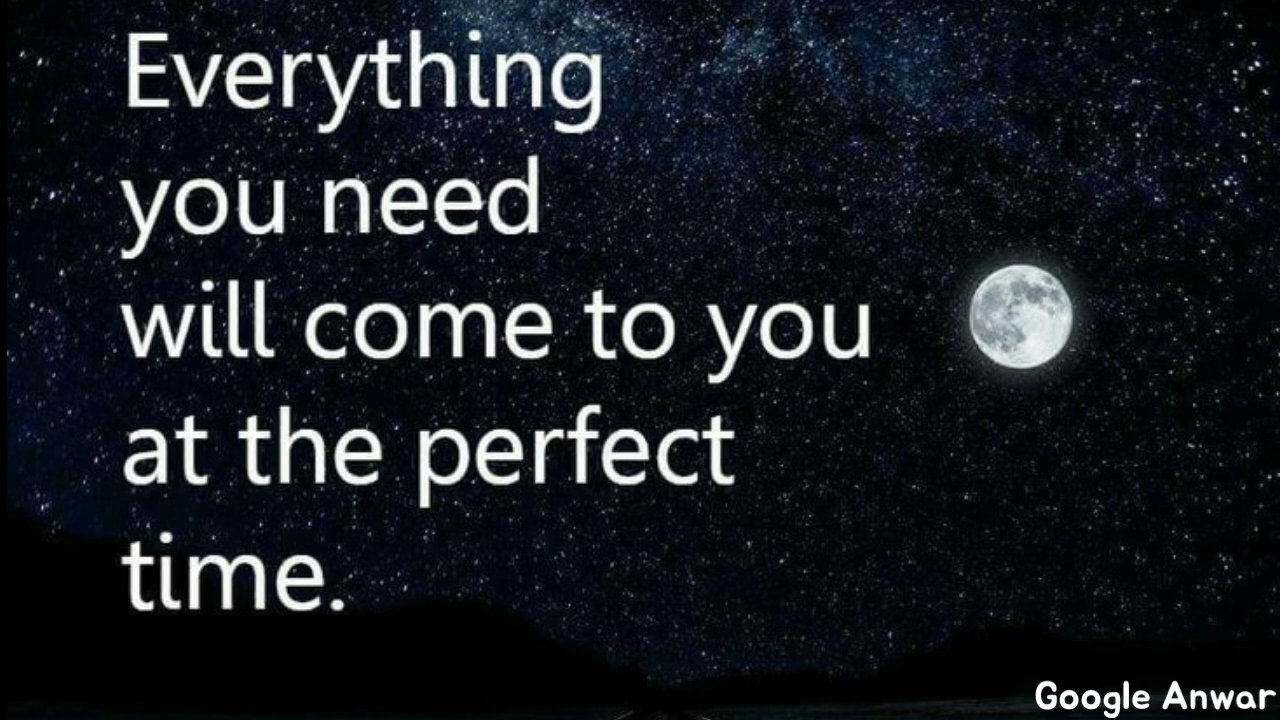 Everything
you need
will come to you
at the perfect
time.
Google Anwar